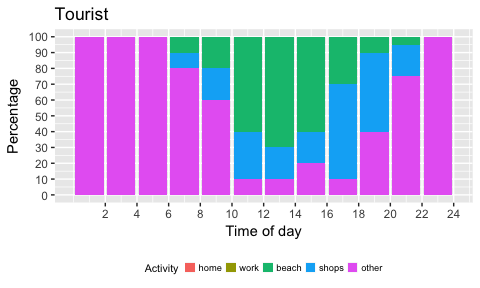 Tourist
Percentage
100
90
80
70
60
50
40
30
20
10
0
2 4 6 8 10 12 14 16 18 20 22 24
Time of day
Activity home work beach shops other